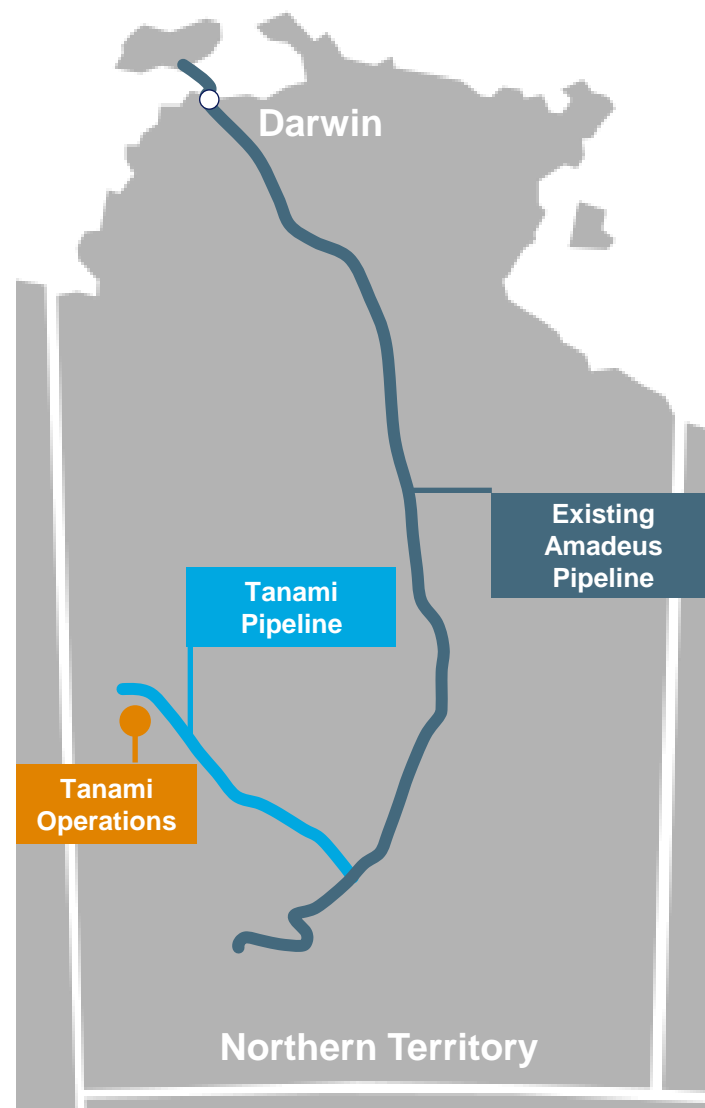 Darwin
Existing
Amadeus
Pipeline
Tanami
Pipeline
Tanami
Operations
Northern Territory